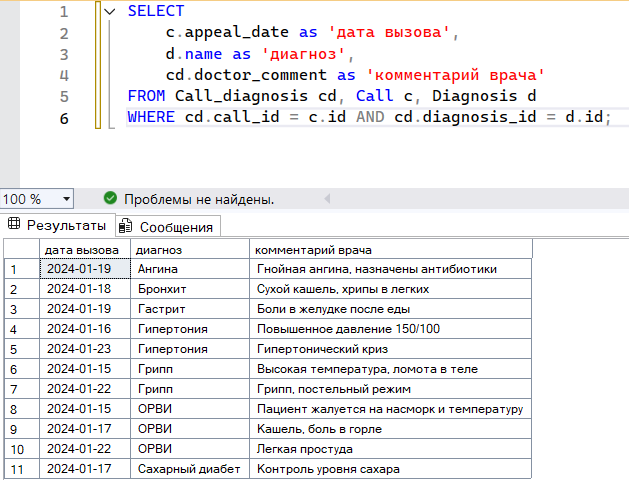 1 SELECT
2 c.appeal_date as 'дата вызова',
3 d.name as 'диагноз',
4 cd.doctor_comment as 'комментарий врача'
5 FROM Call_diagnosis cd, Call c, Diagnosis d
6 WHERE cd.call_id = c.id AND cd.diagnosis_id = d.id;
100 % Проблемы не найдены.
Результаты Сообщения
дата вызова диагноз комментарий врача
1 2024-01-19 Ангина Гнойная ангина, назначены антибиотики
2 2024-01-18 Бронхит Сухой кашель, хрипы в легких
3 2024-01-19 Гастрит Боли в желудке после еды
4 2024-01-16 Гипертония Повышенное давление 150/100
5 2024-01-23 Гипертония Гипертонический криз
6 2024-01-15 Грипп Высокая температура, ломота в теле
7 2024-01-22 Грипп Грипп, постельный режим
8 2024-01-15 ОРВИ Пациент жалуется на насморк и температуру
9 2024-01-17 ОРВИ Кашель, боль в горле
10 2024-01-22 ОРВИ Легкая простуда
11 2024-01-17 Сахарный диабет Контроль уровня сахара